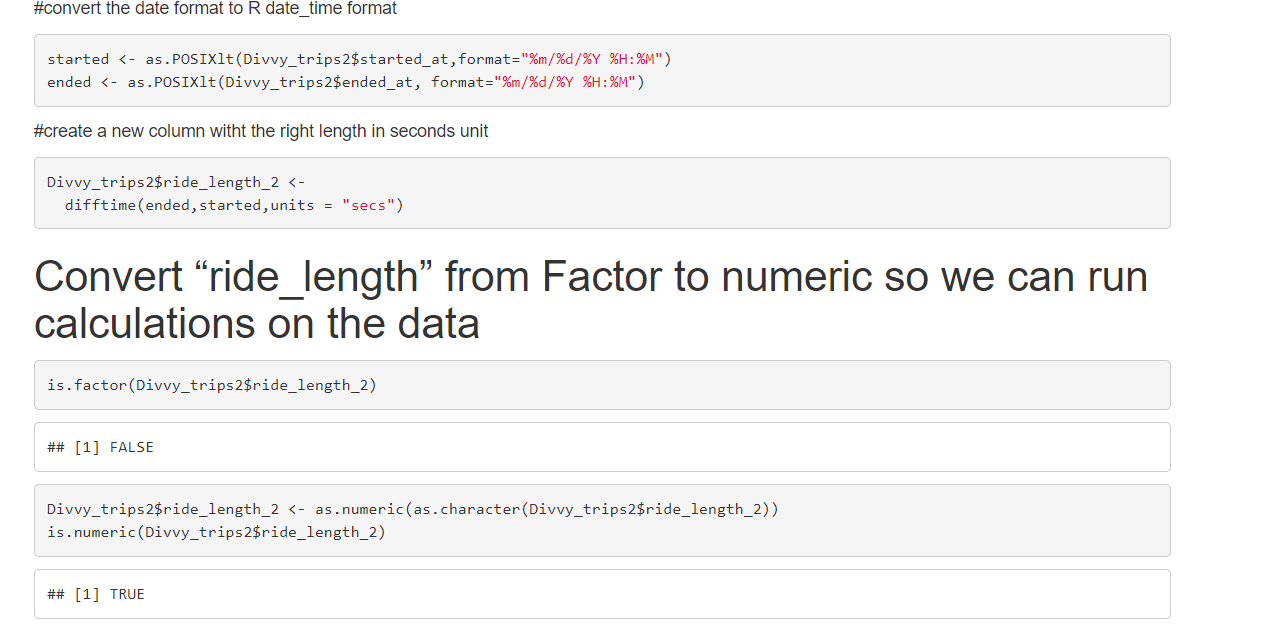 #convert the date format to R date_time format
started <- as.POSIXlt(Divvy_trips2$started_at,format="%m/%d/%Y %H:%M")
ended <- as.POSIXlt(Divvy_trips2$ended_at, format="%m/%d/%Y %H:%M")
#create a new column witht the right length in seconds unit
Divvy_trips2$ride_length_2 <-
  difftime(ended,started,units = "secs")
Convert “ride_length” from Factor to numeric so we can run
calculations on the data
is.factor(Divvy_trips2$ride_length_2)
## [1] FALSE
Divvy_trips2$ride_length_2 <- as.numeric(as.character(Divvy_trips2$ride_length_2))
is.numeric(Divvy_trips2$ride_length_2)
## [1] TRUE